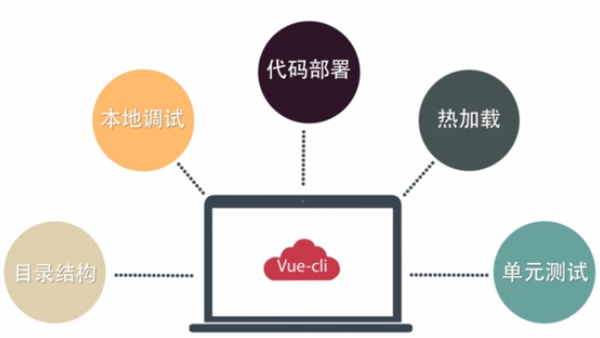 代码部署
本地调试
热加载
目录结构
Vue-cli
单元测试